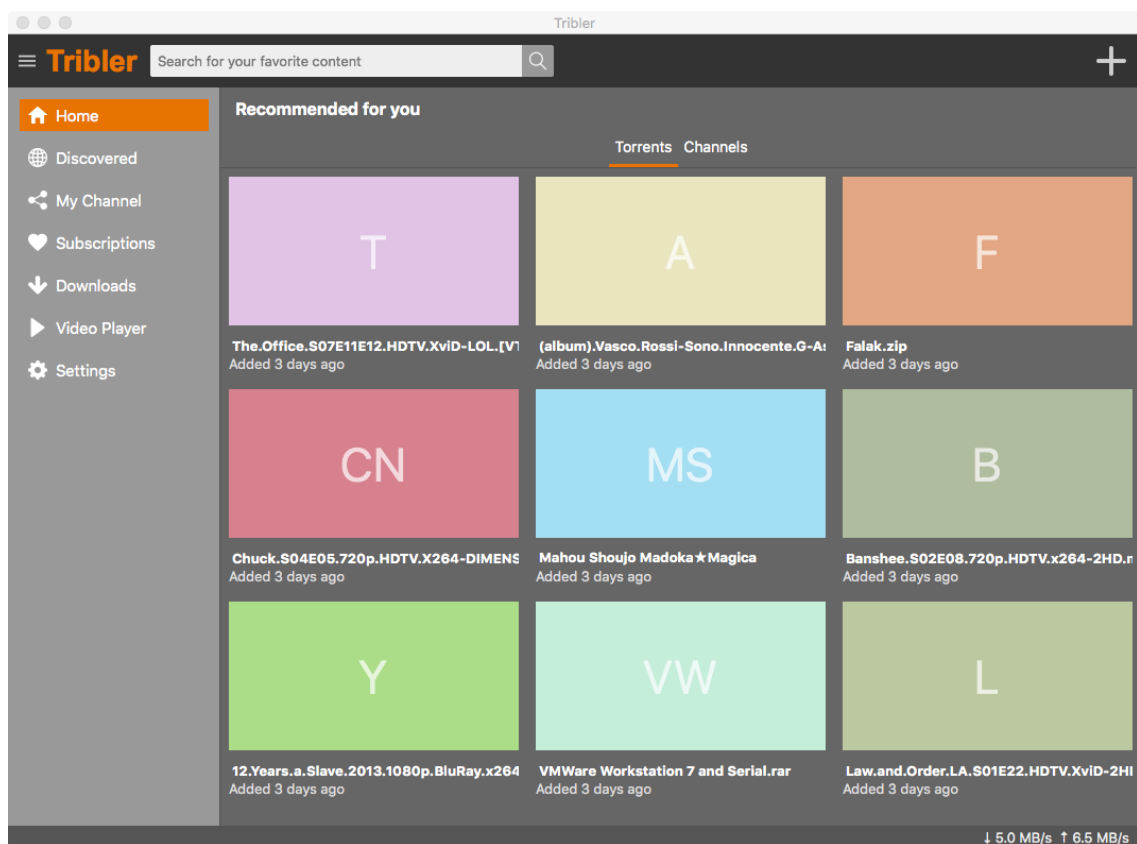 Tribler
Tribler
Search for your favorite content
Home
Discovered
My Channel
Subscriptions
Downloads
Video Player
Settings
Recommended for you
Torrents Channels
T A F
The.Office.S07E11E12.HDTV.XviD-LOL.[VT (album).Vasco.Rossi-Sono.Innocente.G-A Falak.zip
Added 3 days ago Added 3 days ago Added 3 days ago
CN MS B
Chuck.S04E05.720p.HDTV.X264-DIMENS Mahou Shoujo Madoka★Magica Banshee.S02E08.720p.HDTV.x264-2HD.
Added 3 days ago Added 3 days ago Added 3 days ago
Y VW L
12.Years.a.Slave.2013.1080p.BluRay.x264 VMWare Workstation 7 and Serial.rar Law.and.Order.LA.S01E22.HDTV.XviD-2H
Added 3 days ago Added 3 days ago Added 3 days ago
↓ 5.0 MB/s ↑ 6.5 MB/s